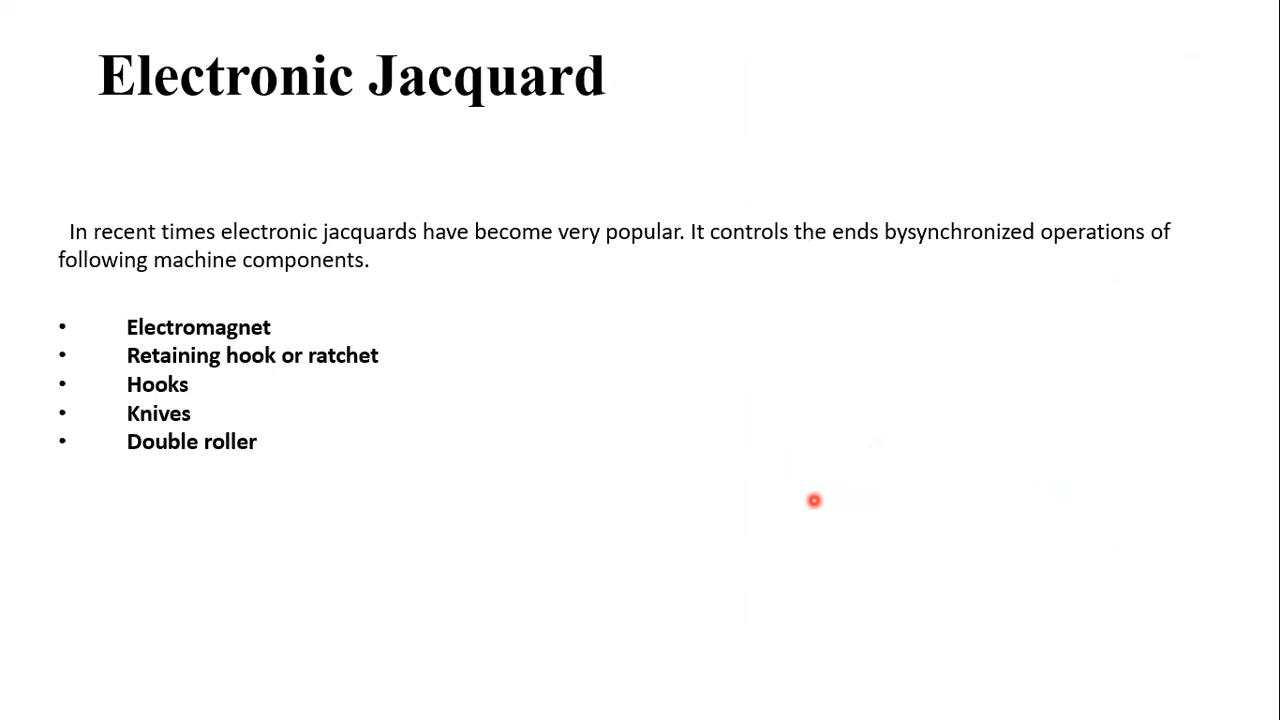 Electronic Jacquard
In recent times electronic jacquards have become very popular. It controls the ends bysynchronized operations of
following machine components.
• Electromagnet
• Retaining hook or ratchet
• Hooks
• Knives
• Double roller